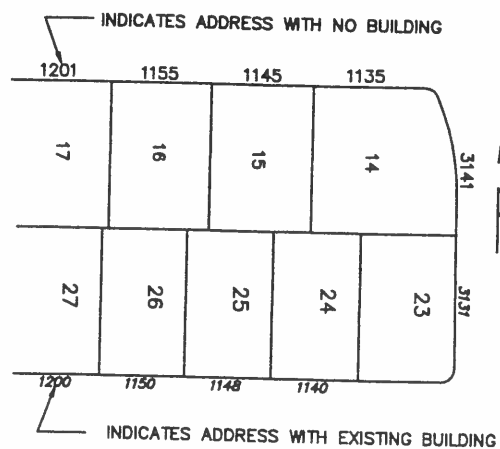 INDICATES ADDRESS WITH NO BUILDING
1201 1155 1145 1135
17 16 15 14 3141
27 26 25 24 23 3131
1200 1150 1148 1140
INDICATES ADDRESS WITH EXISTING BUILDING